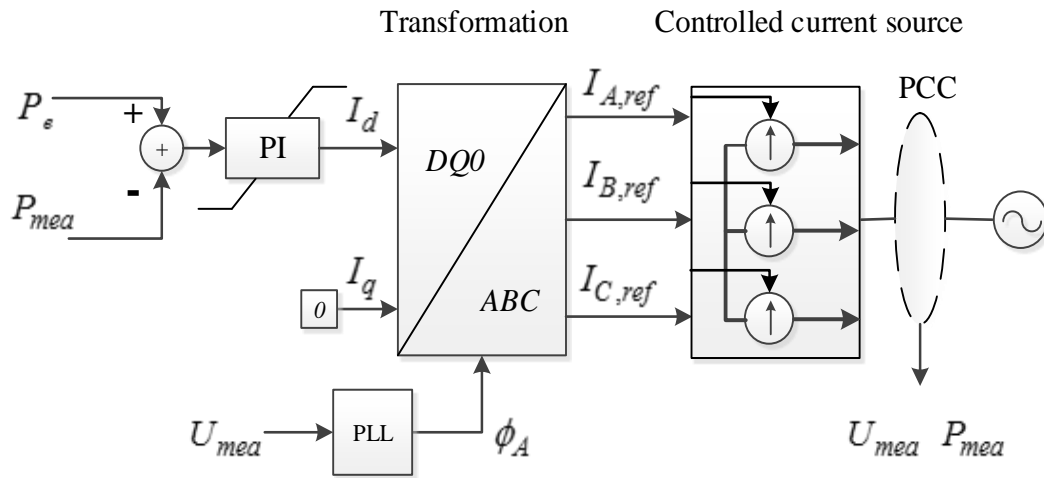 Transformation
Controlled current source
P_e
+
-
P_mea
+
PI
I_d
DQ0
ABC
0
I_q
I_A,ref
I_B,ref
I_C,ref
PCC
U_mea
PLL
ϕ_A
U_mea P_mea